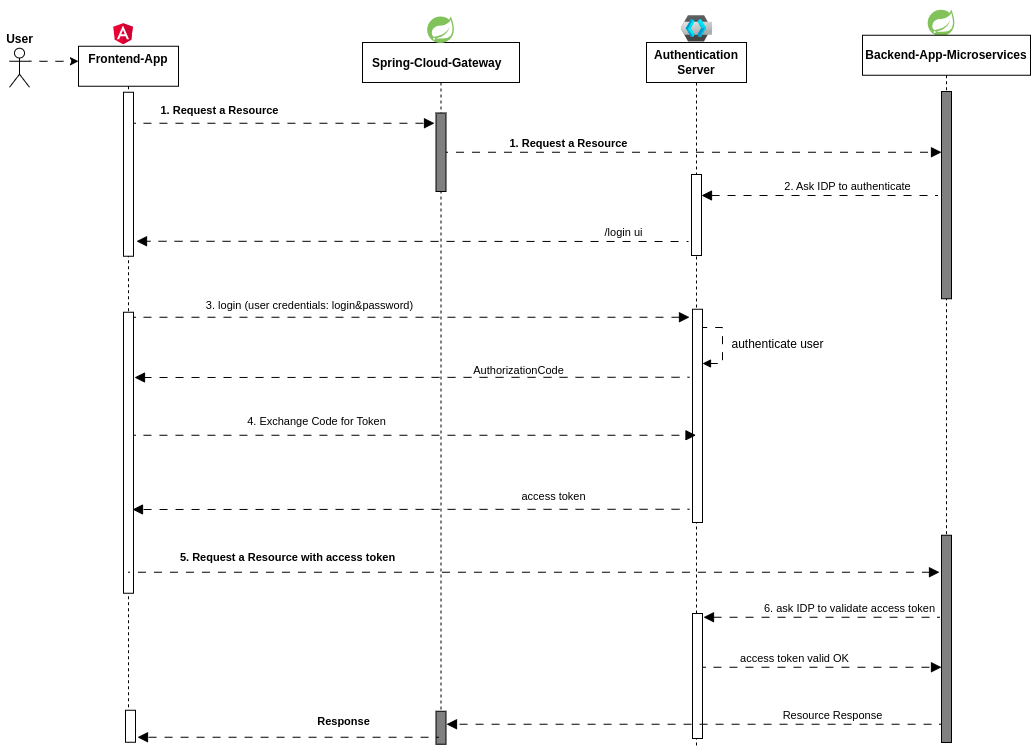 User
Frontend-App
Spring-Cloud-Gateway
Authentication
Server
Backend-App-Microservices
1. Request a Resource
1. Request a Resource
2. Ask IDP to authenticate
/login ui
3. login (user credentials: login&password)
authenticate user
AuthorizationCode
4. Exchange Code for Token
access token
5. Request a Resource with access token
6. ask IDP to validate access token
access token valid OK
Resource Response
Response